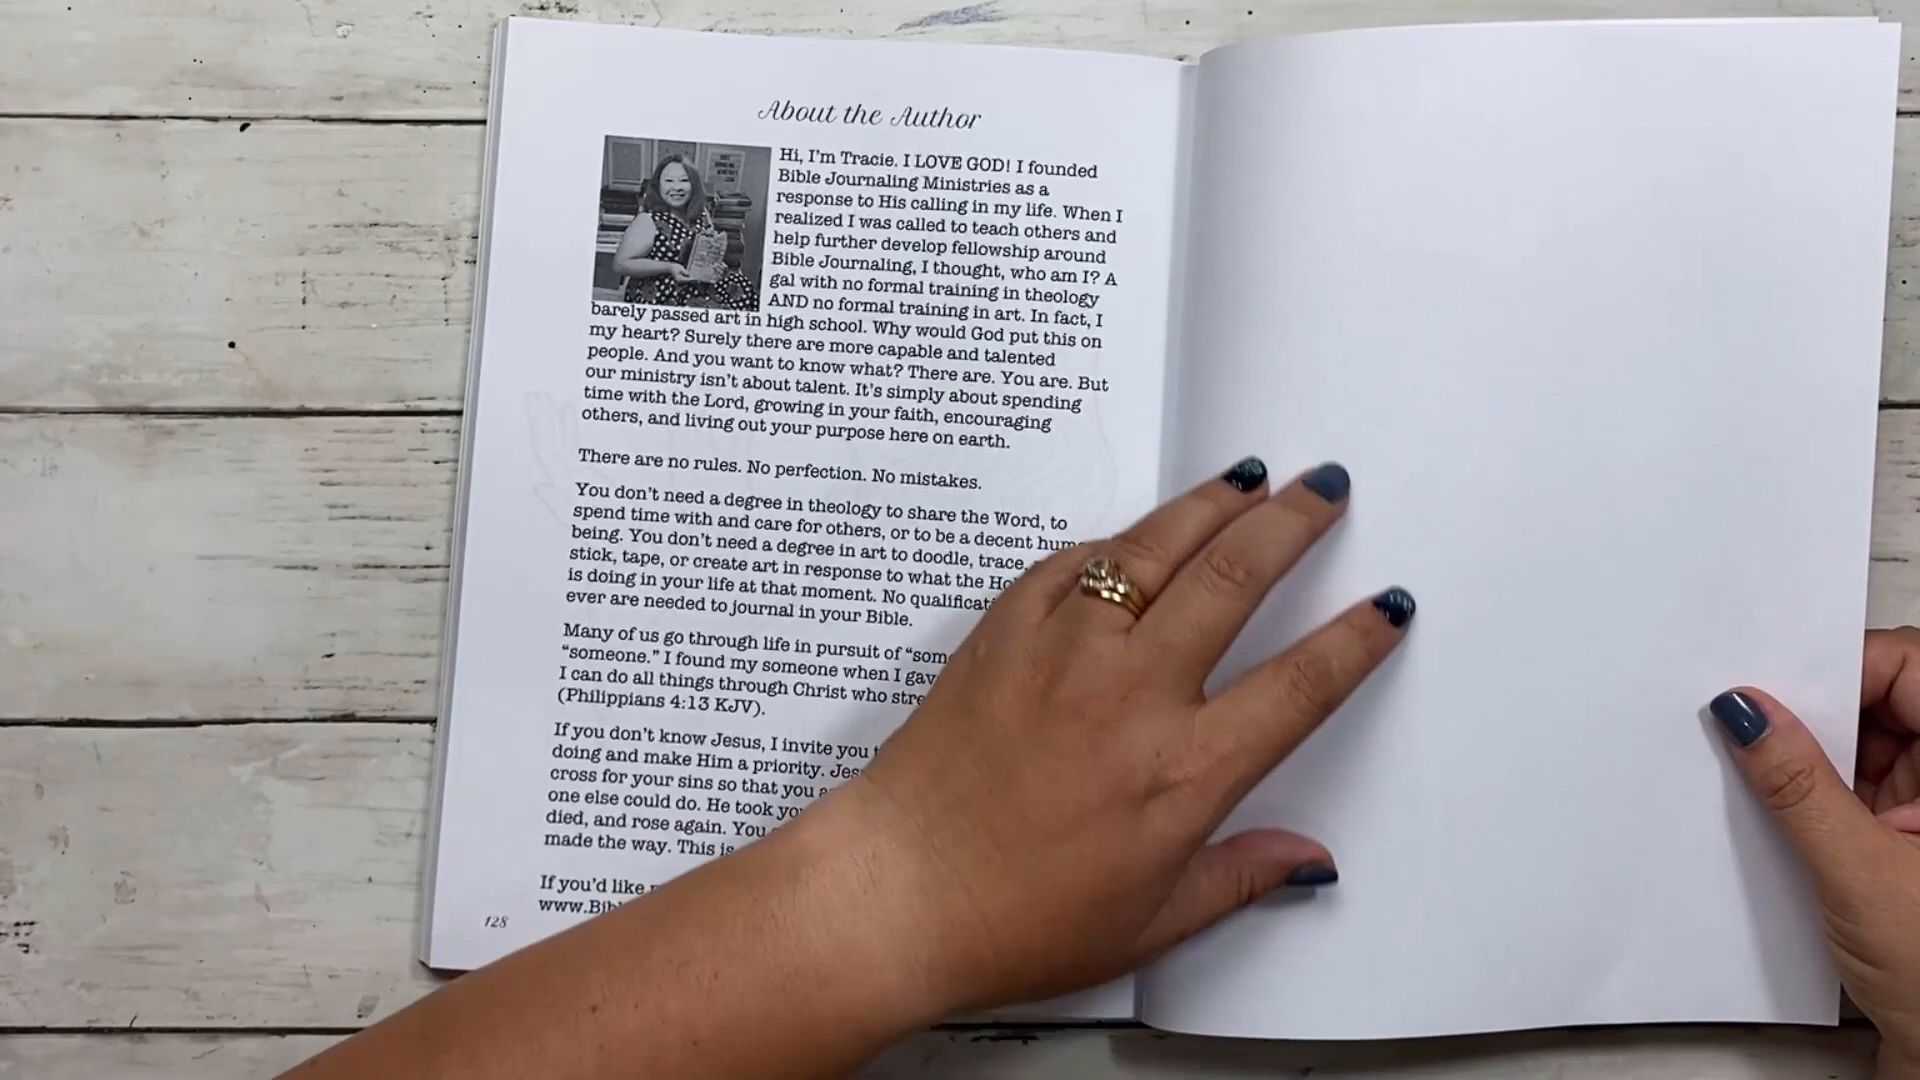 About the Author
Hi, I'm Tracie. I LOVE GOD! I founded
Bible Journaling Ministries as a
response to His calling in my life. When I
realized I was called to teach others and
help further develop fellowship around
Bible Journaling, I thought, who am I? A
gal with no formal training in theology
AND no formal training in art. In fact, I
barely passed art in high school. Why would God put this on
my heart? Surely there are more capable and talented
people. And you want to know what? There are. You are. But
our ministry isn't about talent. It's simply about spending
time with the Lord, growing in your faith, encouraging
others, and living out your purpose here on earth.
There are no rules. No perfection. No mistakes.
You don't need a degree in theology to share the Word, to
spend time with and care for others, or to be a decent
being. You don't need a degree in art to doodle, trace,
stick, tape, or create art in response to what the
is doing in your life at that moment. No
ever are needed to journal in your Bible.
Many of us go through life in pursuit of
"someone." I found my someone when I
I can do all things through Christ who
(Philippians 4:13 KJV).
If you don't know Jesus, I invite you
doing and make Him a priority.
cross for your sins so that you
one else could do. He took
died, and rose again. You
made the way. This is
If you'd like
128